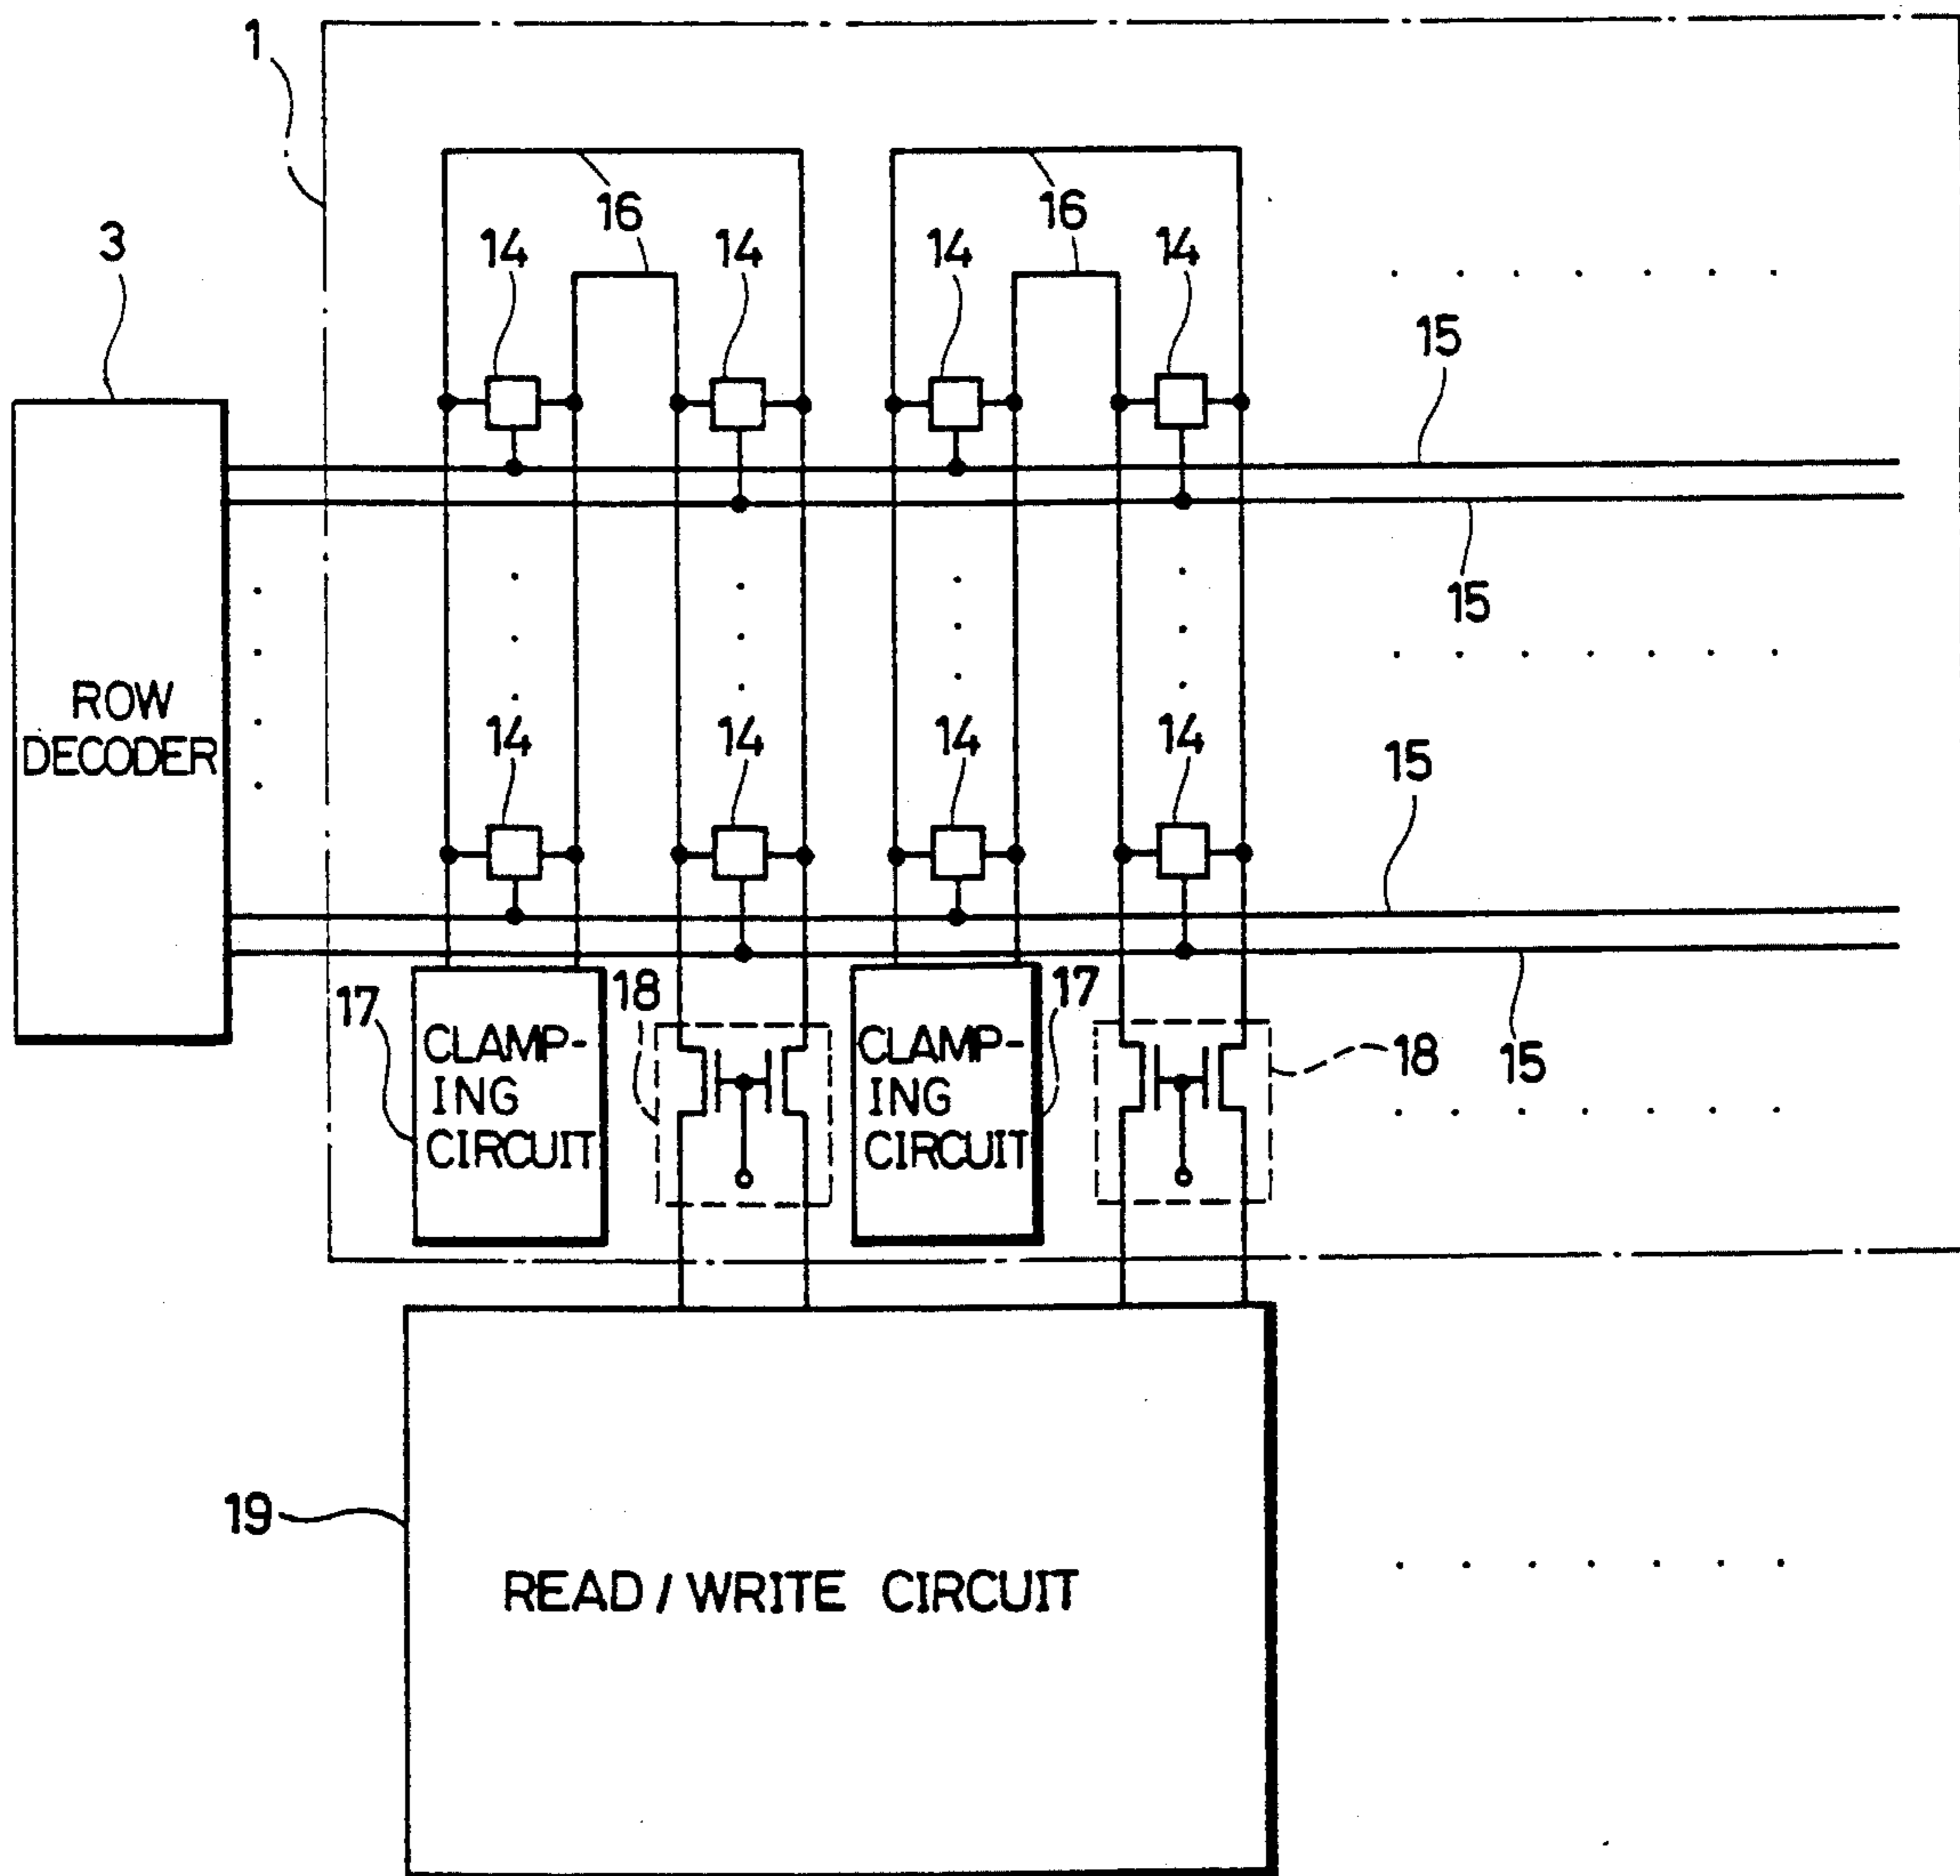 1
3
16
16
14
14
14
14
15
15
ROW
DECODER
14
14
14
14
15
17
18
17
18
15
CLAMP-
ING
CIRCUIT
CLAMP-
ING
CIRCUIT
19
READ / WRITE CIRCUIT